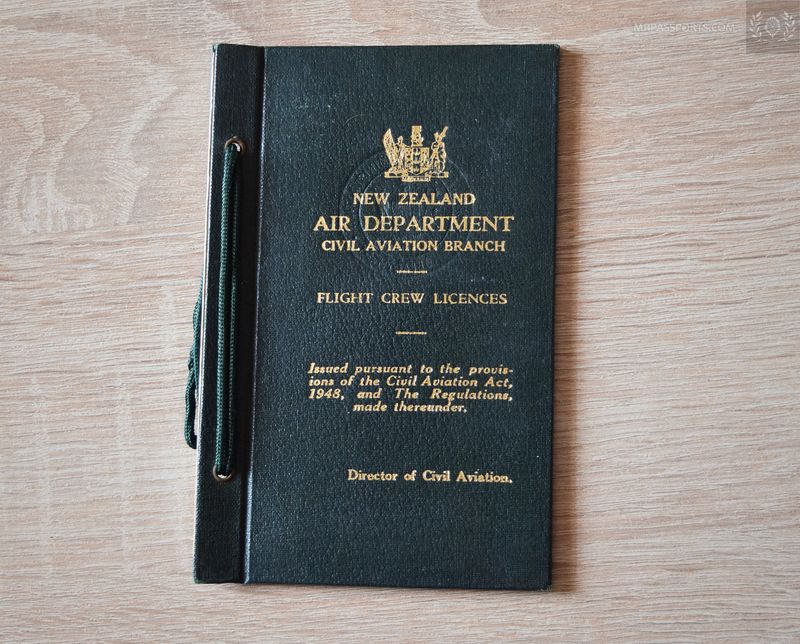 MRPASSPORTS.COM
NEW ZEALAND
AIR DEPARTMENT
CIVIL AVIATION BRANCH
FLIGHT CREW LICENCES
Issued pursuant to the provis-
ions of the Civil Aviation Act,
1948, and The Regulations,
made thereunder.
Director of Civil Aviation.